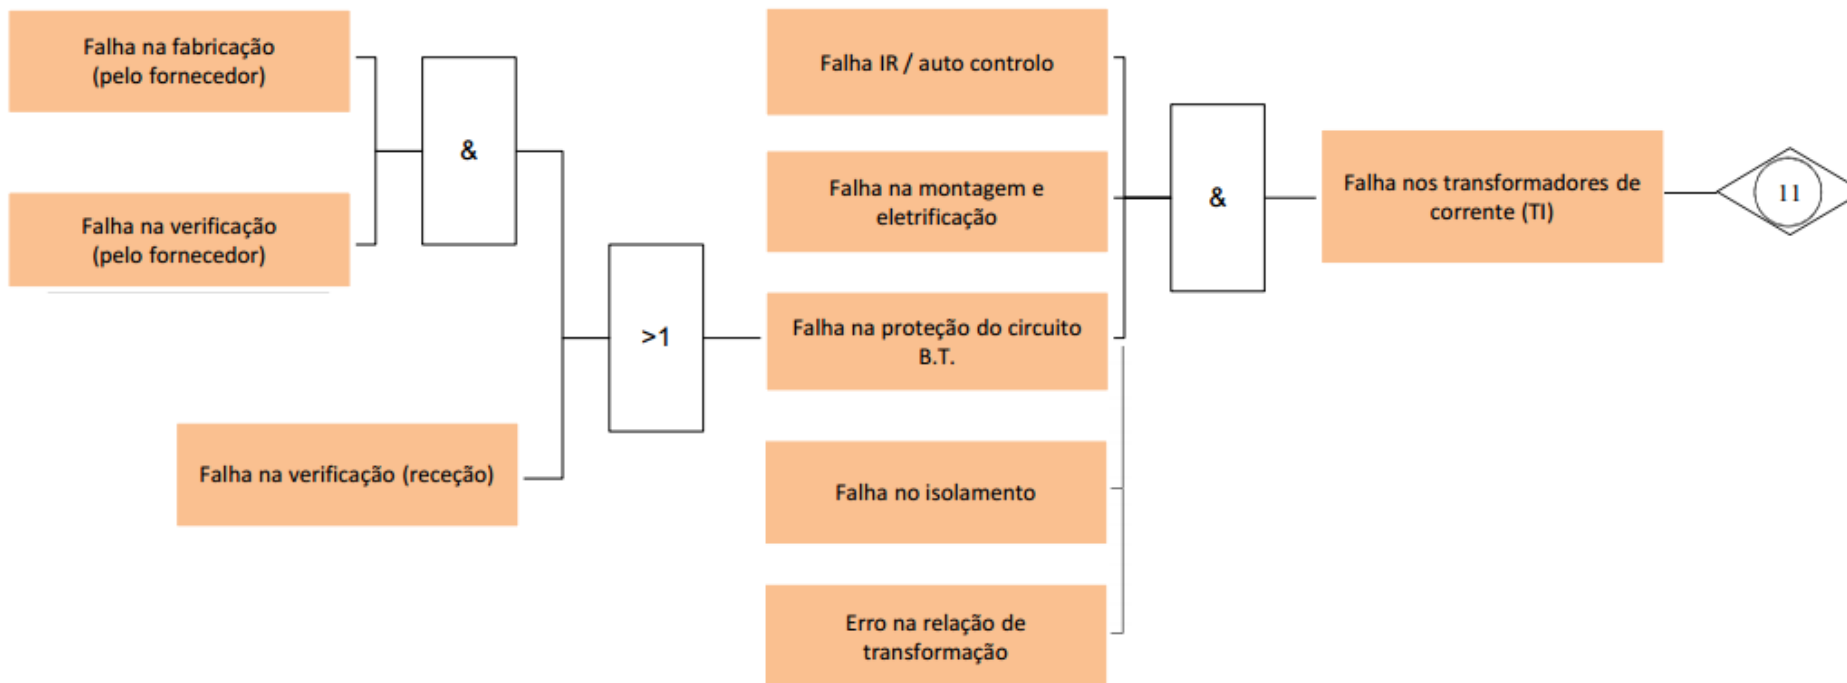 Falha na fabricação
(pelo fornecedor)
Falha na verificação
(pelo fornecedor)
&
Falha na verificação (receção)
>1
Falha IR / auto controlo
Falha na montagem e
eletrificação
Falha na proteção do circuito
B.T.
Falha no isolamento
Erro na relação de
transformação
&
Falha nos transformadores de
corrente (TI)
11